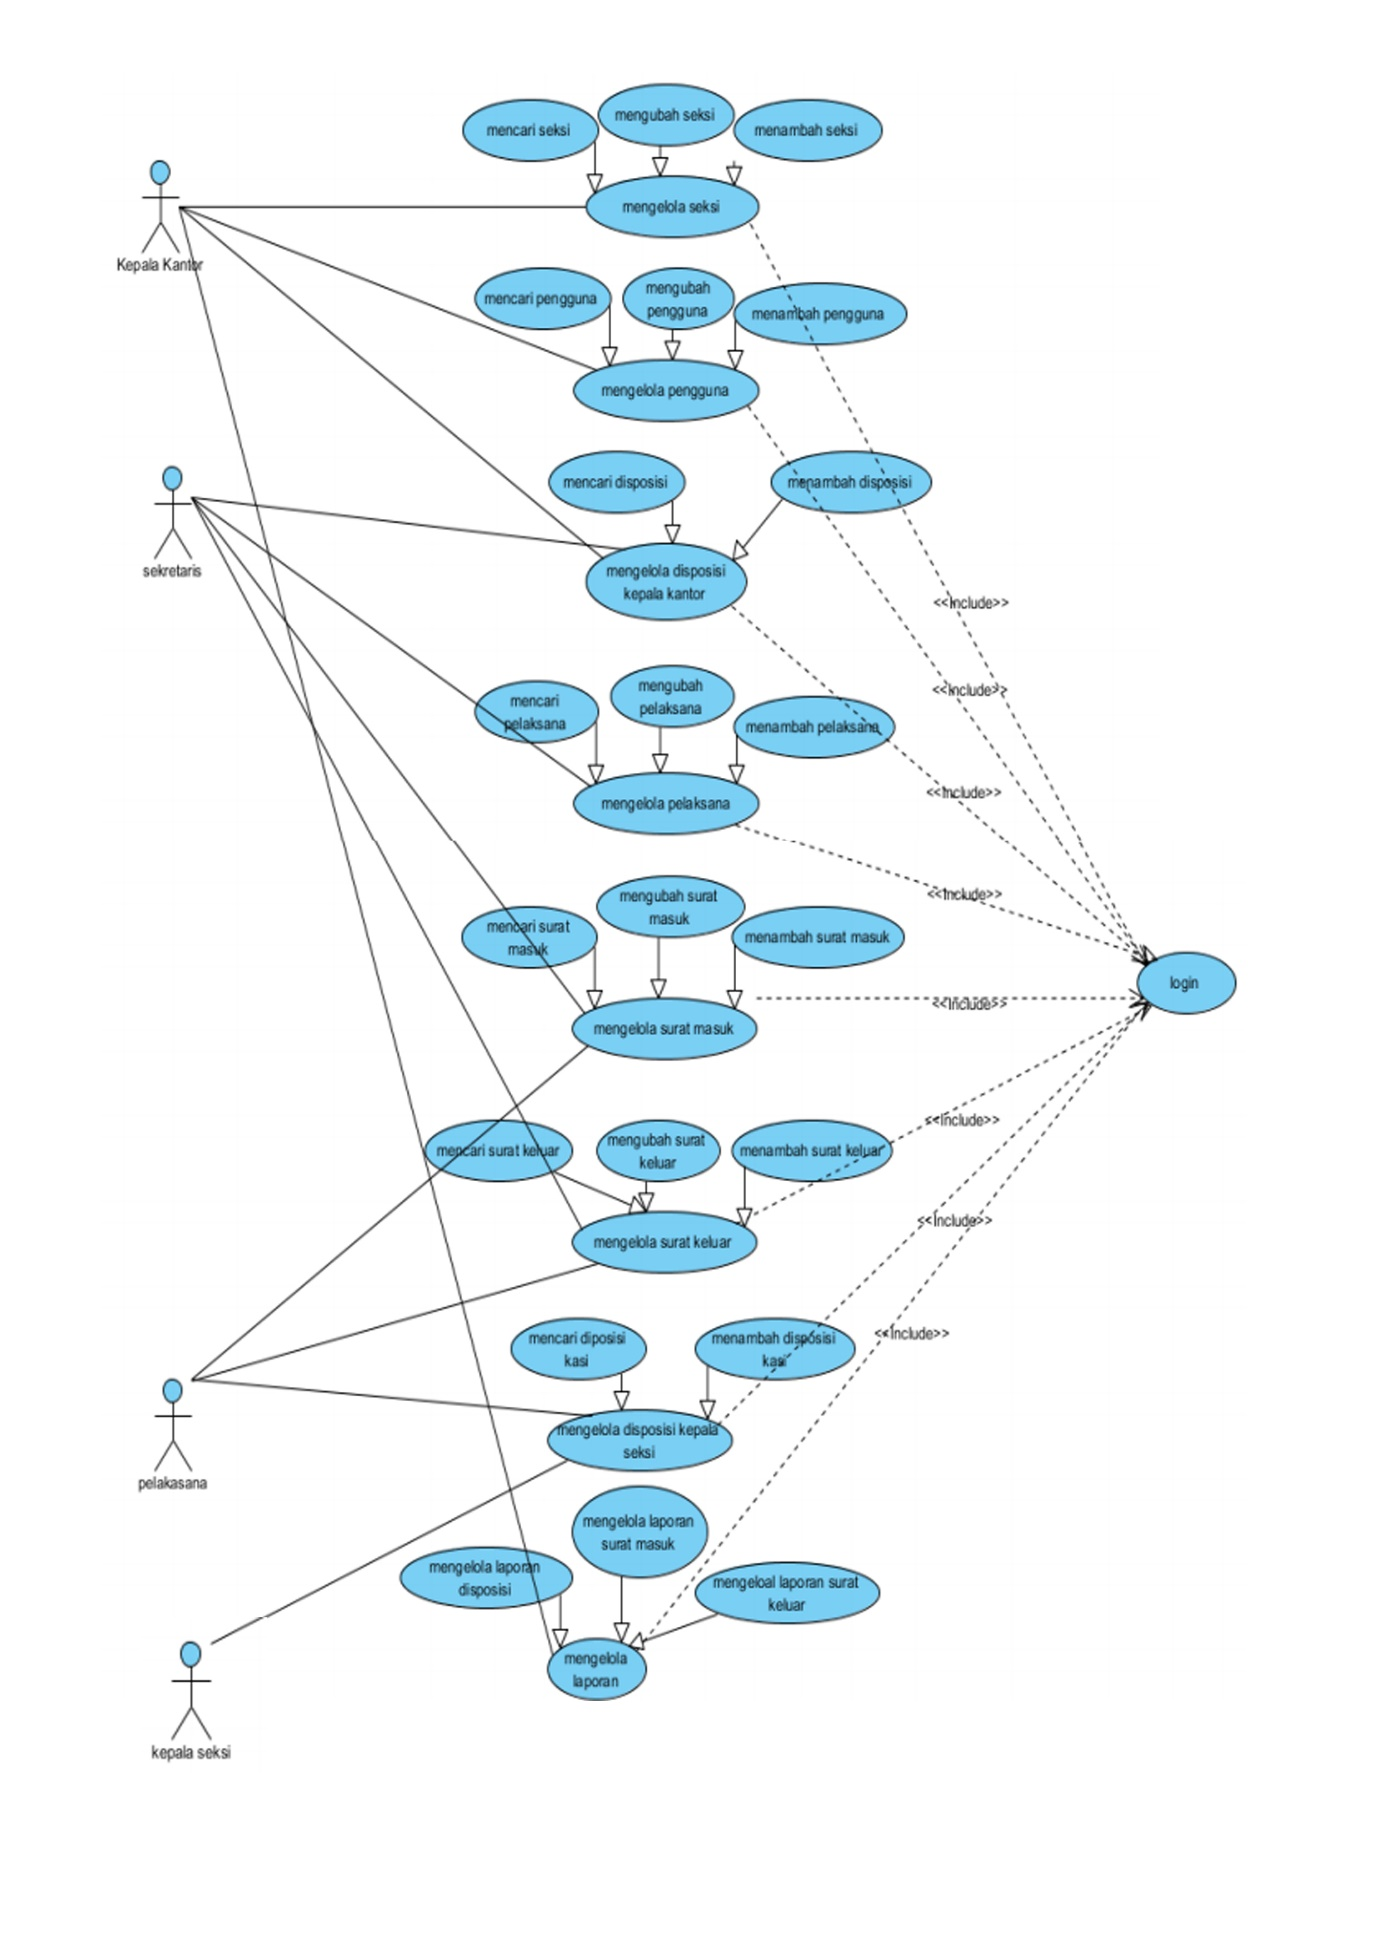 mencari seksi
mengubah seksi
menambah seksi
mengelola seksi
Kepala Kantor
mencari pengguna
mengubah
pengguna
menambah pengguna
mengelola pengguna
mencari disposisi
menambah disposisi
sekretaris
mengelola disposisi
kepala kantor
<<Include>>
mencari
pelaksana
mengubah
pelaksana
menambah pelaksana
<<Include>>
<<Include>>
mengelola pelaksana
<<Include>>
mencari surat
masuk
mengubah surat
masuk
menambah surat masuk
login
<<Include>>
mengelola surat masuk
<<Include>>
mencari surat keluar
mengubah surat
keluar
menambah surat keluar
<<Include>>
mengelola surat keluar
<<Include>>
mencari diposisi
kasi
menambah disposisi
kasi
mengelola disposisi kepala
seksi
pelakasana
mengelola laporan
surat masuk
mengelola laporan
disposisi
mengeloal laporan surat
keluar
mengelola
laporan
kepala seksi